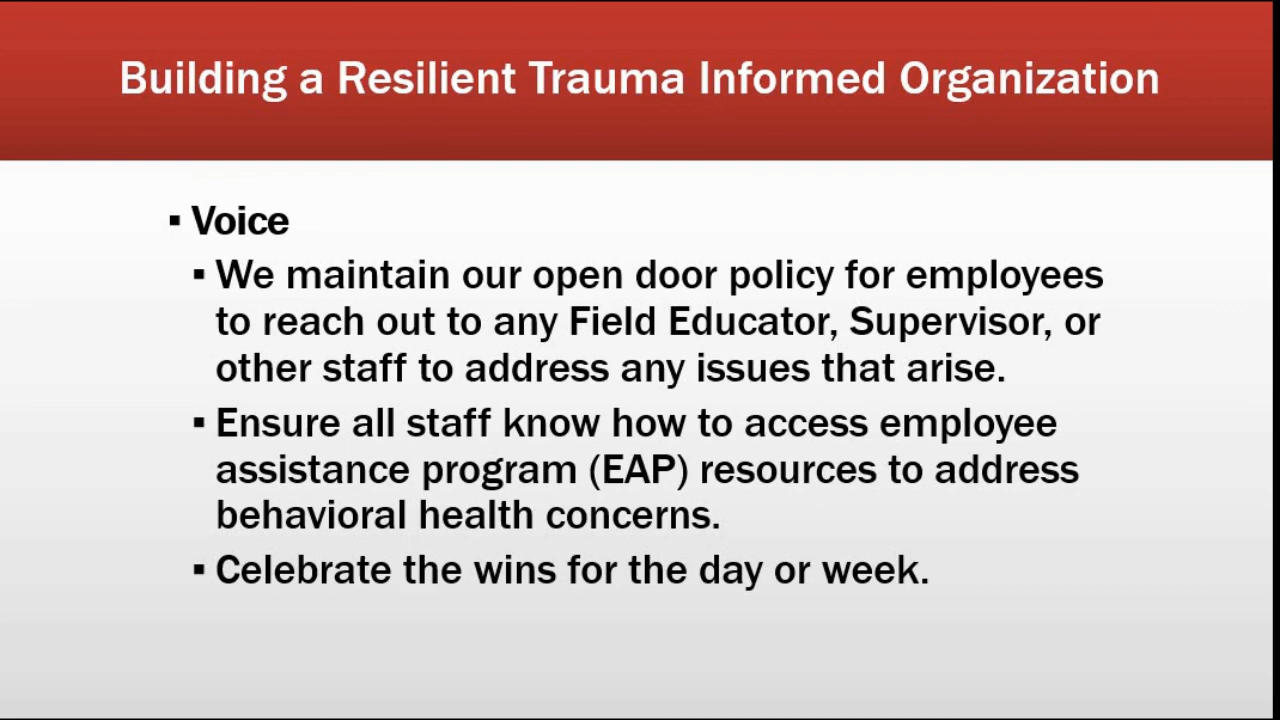 Building a Resilient Trauma Informed Organization
▪ Voice
▪ We maintain our open door policy for employees
to reach out to any Field Educator, Supervisor, or
other staff to address any issues that arise.
▪ Ensure all staff know how to access employee
assistance program (EAP) resources to address
behavioral health concerns.
▪ Celebrate the wins for the day or week.